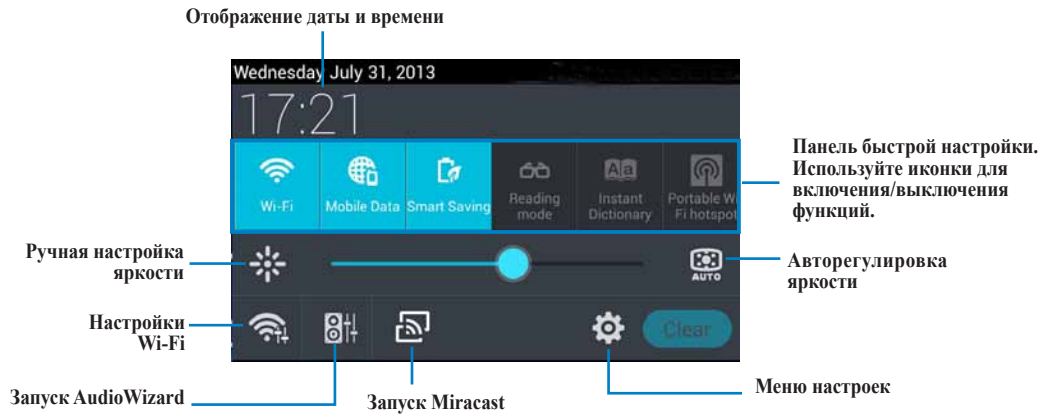 Отображение даты и времени
Wednesday July 31, 2013
17:21
Wi-Fi
Mobile Data
Smart Saving
Reading
mode
Instant
Dictionary
Portable Wi
Fi hotspot
Панель быстрой настройки.
Используйте иконки для
включения/выключения
функций.
Ручная настройка
яркости
AUTO
Авторегулировка
яркости
Настройки
Wi-Fi
Clear
Запуск AudioWizard
Запуск Miracast
Меню настроек